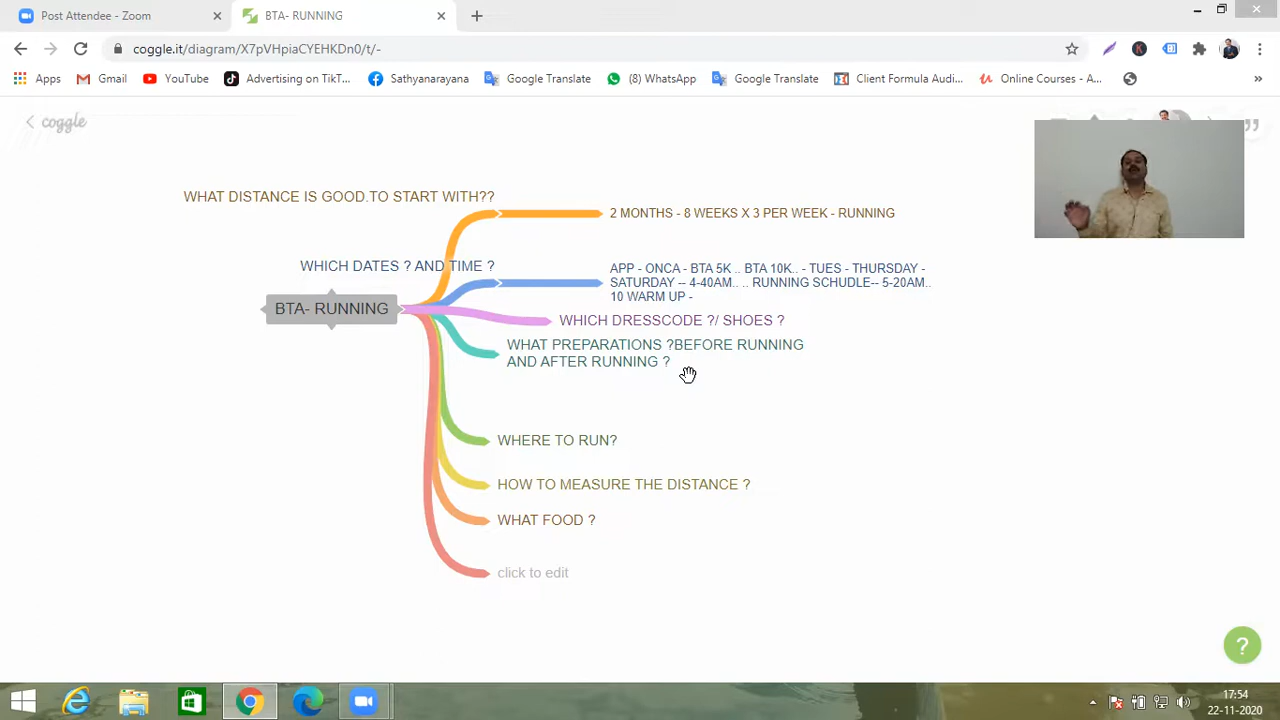 Post Attendee - Zoom
BTA- RUNNING
coggle.it/diagram/X7pVHpiaCYEHKDn0/t/-
Apps
Gmail
YouTube
Advertising on TikT...
Sathyanarayana
Google Translate
(8) WhatsApp
Google Translate
Client Formula Audi...
Online Courses - A...
coggle
WHAT DISTANCE IS GOOD.TO START WITH??
2 MONTHS - 8 WEEKS X 3 PER WEEK - RUNNING
WHICH DATES ? AND TIME ?
APP - ONCA - BTA 5K .. BTA 10K.. - TUES - THURSDAY -
SATURDAY -- 4-40AM.. .. RUNNING SCHUDLE-- 5-20AM..
10 WARM UP -
BTA- RUNNING
WHICH DRESSCODE ?/ SHOES ?
WHAT PREPARATIONS ?BEFORE RUNNING
AND AFTER RUNNING ?
WHERE TO RUN?
HOW TO MEASURE THE DISTANCE ?
WHAT FOOD ?
click to edit
?
17:54
22-11-2020